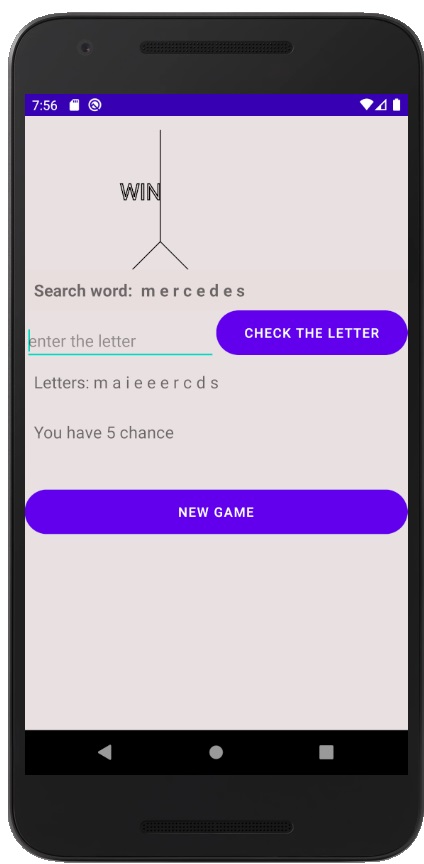 7:56
WIN
Search word: m e r c e d e s
enter the letter
CHECK THE LETTER
Letters: m a i e e e r c d s
You have 5 chance
NEW GAME